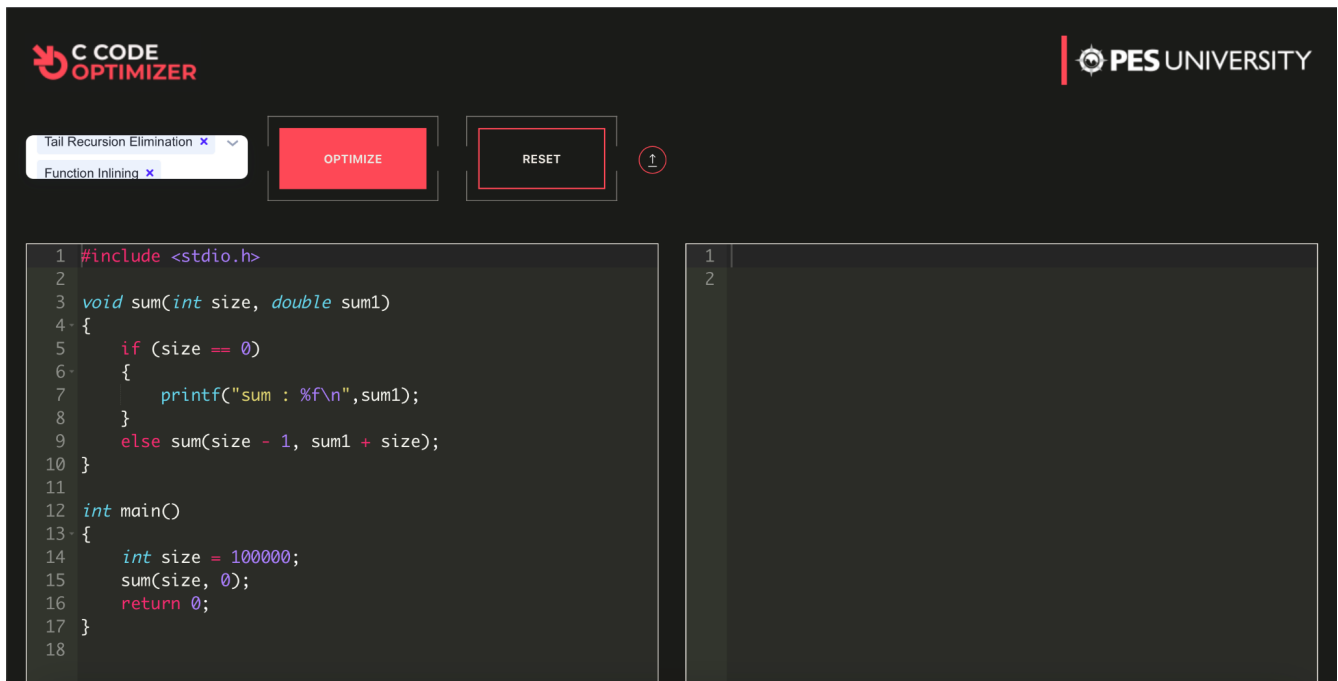 C CODE
OPTIMIZER
PES UNIVERSITY
Tail Recursion Elimination ×
Function Inlining ×
OPTIMIZE
RESET
1 #include <stdio.h>
2
3 void sum(int size, double sum1)
4 {
5     if (size == 0)
6     {
7         printf("sum : %f\n",sum1);
8     }
9     else sum(size - 1, sum1 + size);
10 }
11
12 int main()
13 {
14     int size = 100000;
15     sum(size, 0);
16     return 0;
17 }
18
1
2